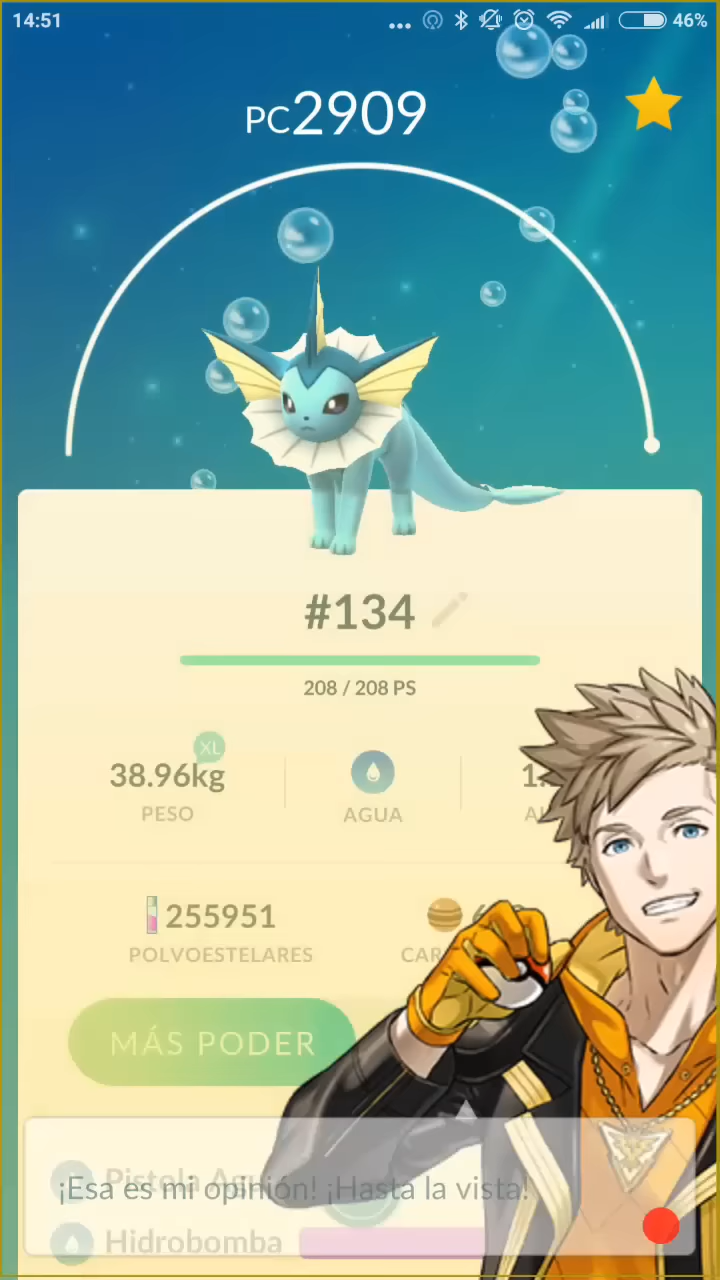 14:51 46%
PC2909
#134
208 / 208 PS
XL
38.96kg
PESO
AGUA
255951
POLVOESTELARES
MÁS PODER
Pistola
¡Esa es mi opinión! ¡Hasta la vista!
Hidrobomba